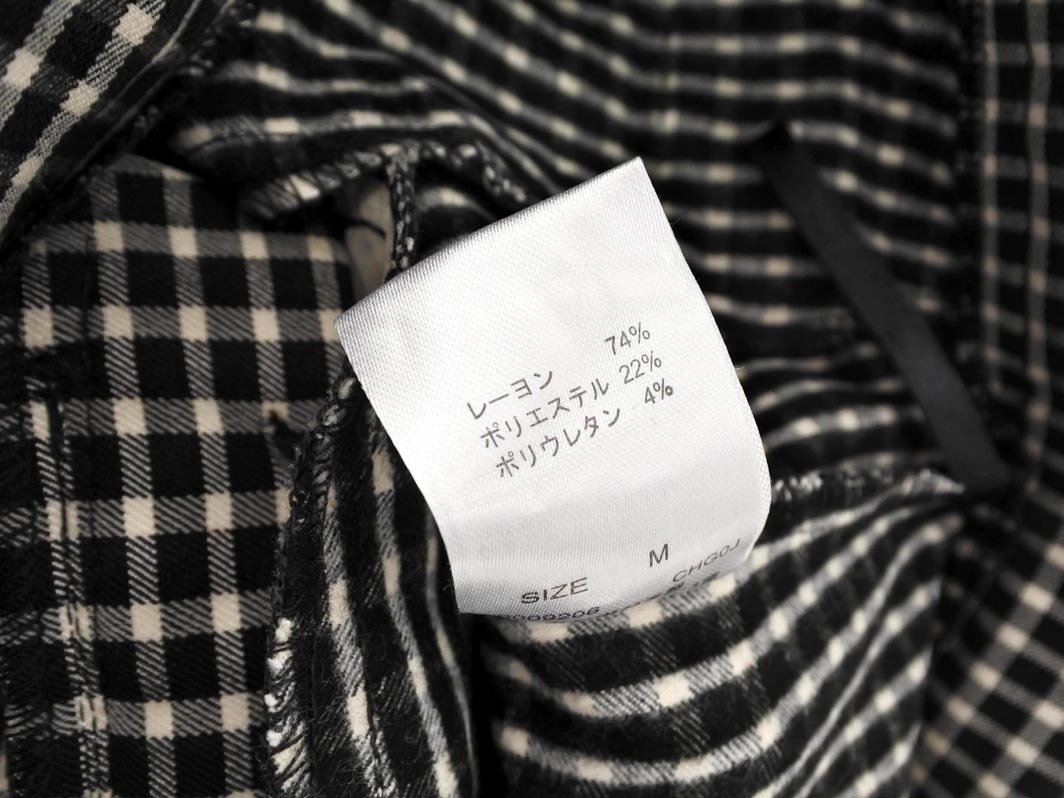 レーヨン 74%
ポリエステル 22%
ポリウレタン 4%
SIZE M
CHG0J